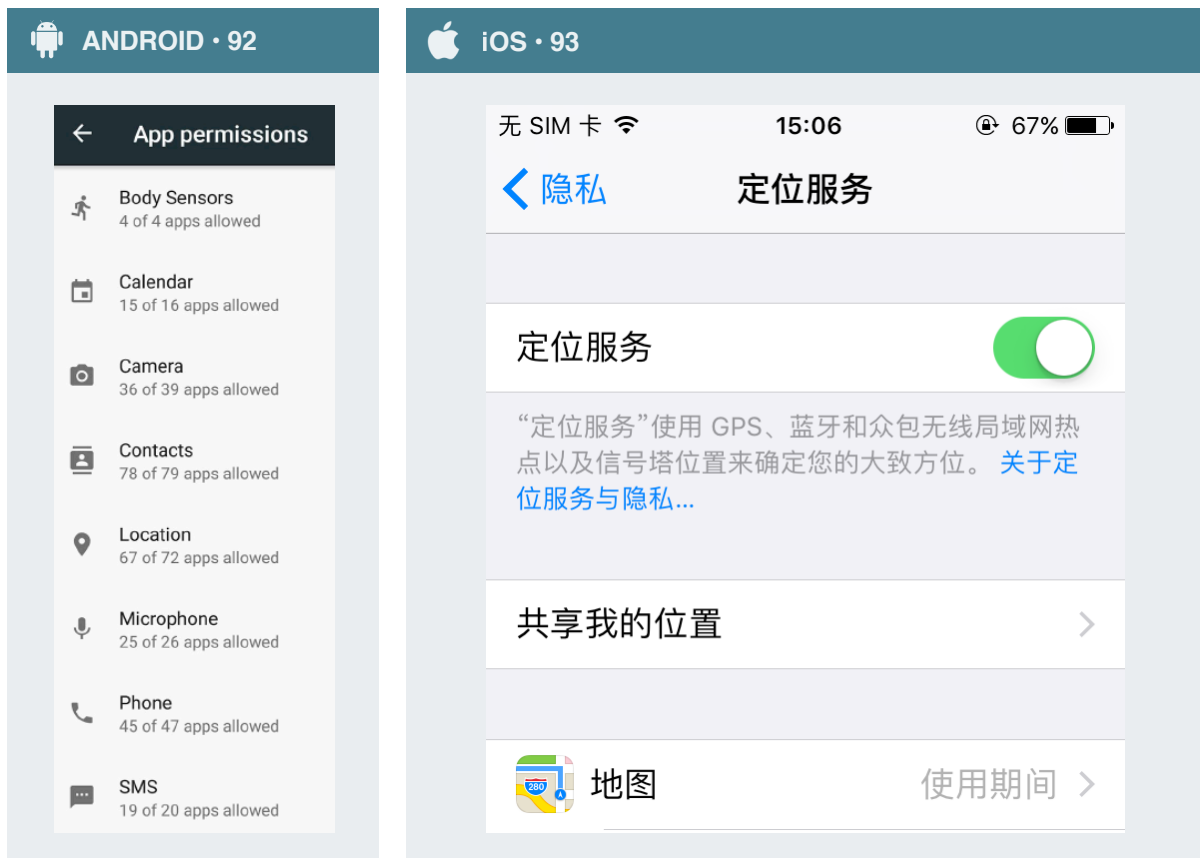 ANDROID • 92
App permissions
Body Sensors
4 of 4 apps allowed
Calendar
15 of 16 apps allowed
Camera
36 of 39 apps allowed
Contacts
78 of 79 apps allowed
Location
67 of 72 apps allowed
Microphone
25 of 26 apps allowed
Phone
45 of 47 apps allowed
SMS
19 of 20 apps allowed
iOS • 93
无 SIM 卡 15:06 67%
隐私 定位服务
定位服务
“定位服务”使用 GPS、蓝牙和众包无线局域网热
点以及信号塔位置来确定您的大致方位。 关于定
位服务与隐私...
共享我的位置
280
地图 使用期间